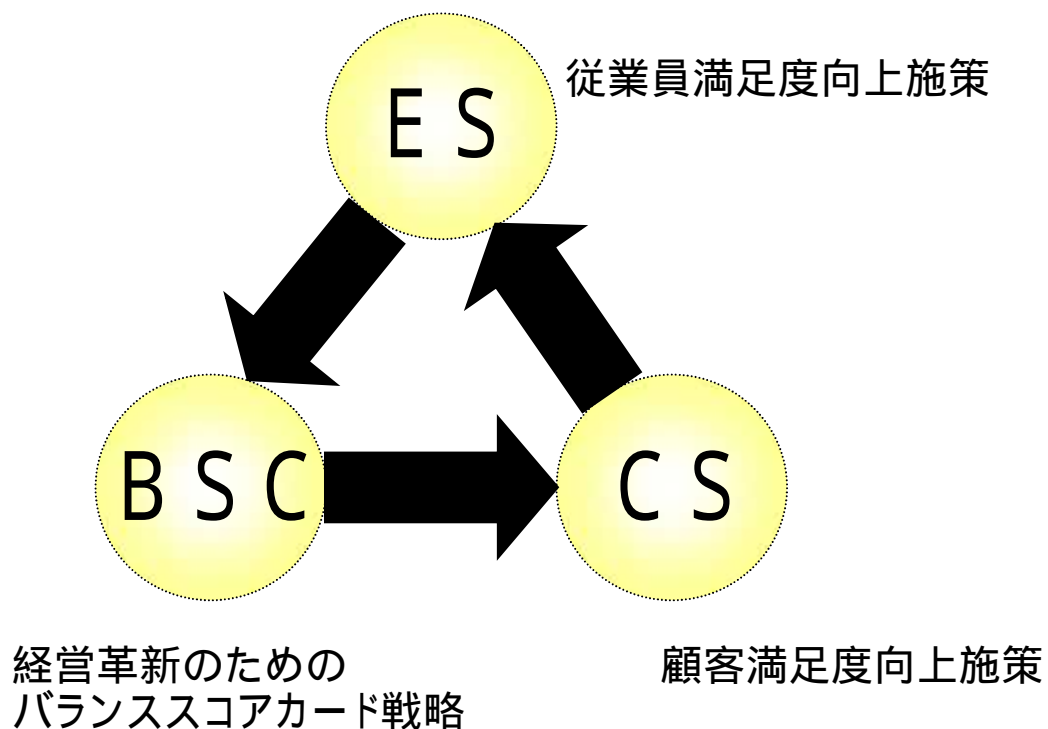 ES
従業員満足度向上施策
BSC
CS
経営革新のための
バランススコアカード戦略
顧客満足度向上施策